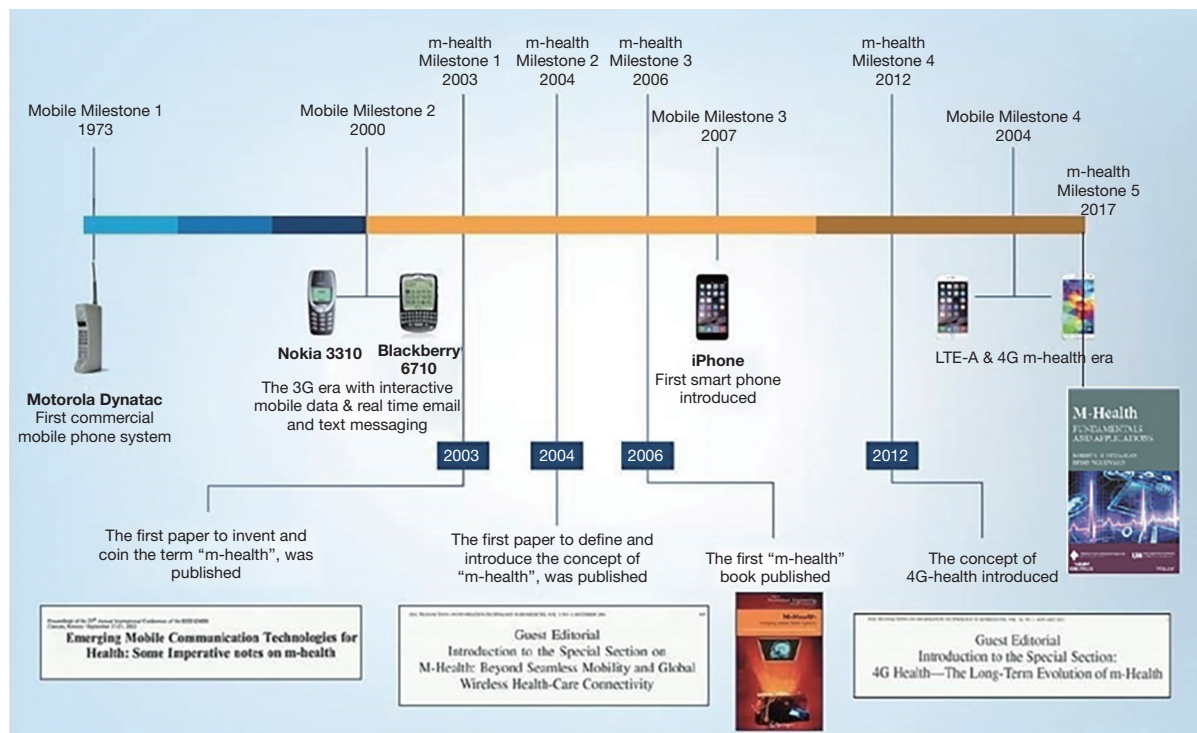 m-health
Milestone 1
2003
m-health
Milestone 2
2004
m-health
Milestone 3
2006
m-health
Milestone 4
2012
Mobile Milestone 1
1973
Mobile Milestone 2
2000
Mobile Milestone 3
2007
Mobile Milestone 4
2004
m-health
Milestone 5
2017
Motorola Dynatac
First commercial
mobile phone system
Nokia 3310
Blackberry
6710
The 3G era with interactive
mobile data & real time email
and text messaging
iPhone
First smart phone
introduced
LTE-A & 4G m-health era
M-Health
FUNDAMENTALS
AND APPLICATIONS
2003
2004
2006
2012
The first paper to invent and
coin the term “m-health”, was
published
The first paper to define and
introduce the concept of
“m-health”, was published
The first “m-health”
book published
The concept of
4G-health introduced
Emerging Mobile Communication Technologies for
Health: Some Imperative notes on m-health
Guest Editorial
Introduction to the Special Section on
M-Health: Beyond Seamless Mobility and Global
Wireless Health-Care Connectivity
M-Health
Guest Editorial
Introduction to the Special Section:
4G Health—The Long-Term Evolution of m-Health